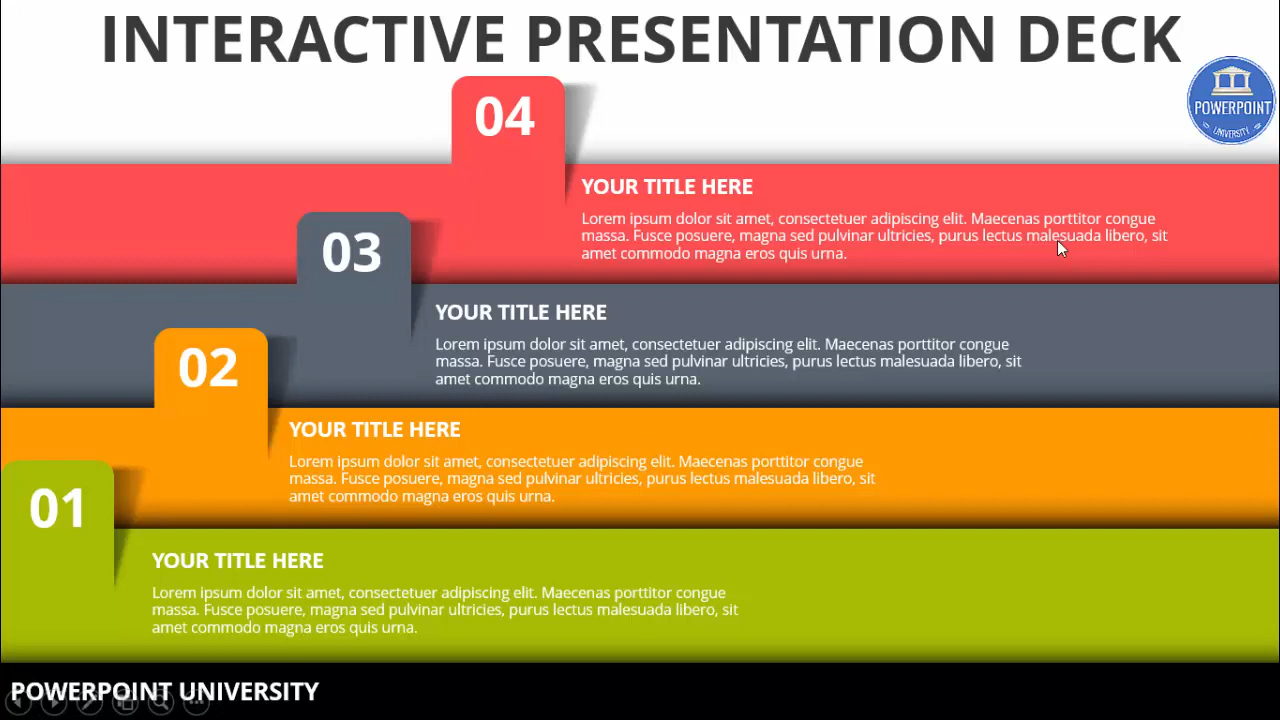 INTERACTIVE PRESENTATION DECK
POWERPOINT
UNIVERSITY
04
YOUR TITLE HERE
Lorem ipsum dolor sit amet, consectetuer adipiscing elit. Maecenas porttitor congue
massa. Fusce posuere, magna sed pulvinar ultricies, purus lectus malesuada libero, sit
amet commodo magna eros quis urna.
03
YOUR TITLE HERE
Lorem ipsum dolor sit amet, consectetuer adipiscing elit. Maecenas porttitor congue
massa. Fusce posuere, magna sed pulvinar ultricies, purus lectus malesuada libero, sit
amet commodo magna eros quis urna.
02
YOUR TITLE HERE
Lorem ipsum dolor sit amet, consectetuer adipiscing elit. Maecenas porttitor congue
massa. Fusce posuere, magna sed pulvinar ultricies, purus lectus malesuada libero, sit
amet commodo magna eros quis urna.
01
YOUR TITLE HERE
Lorem ipsum dolor sit amet, consectetuer adipiscing elit. Maecenas porttitor congue
massa. Fusce posuere, magna sed pulvinar ultricies, purus lectus malesuada libero, sit
amet commodo magna eros quis urna.
POWERPOINT UNIVERSITY